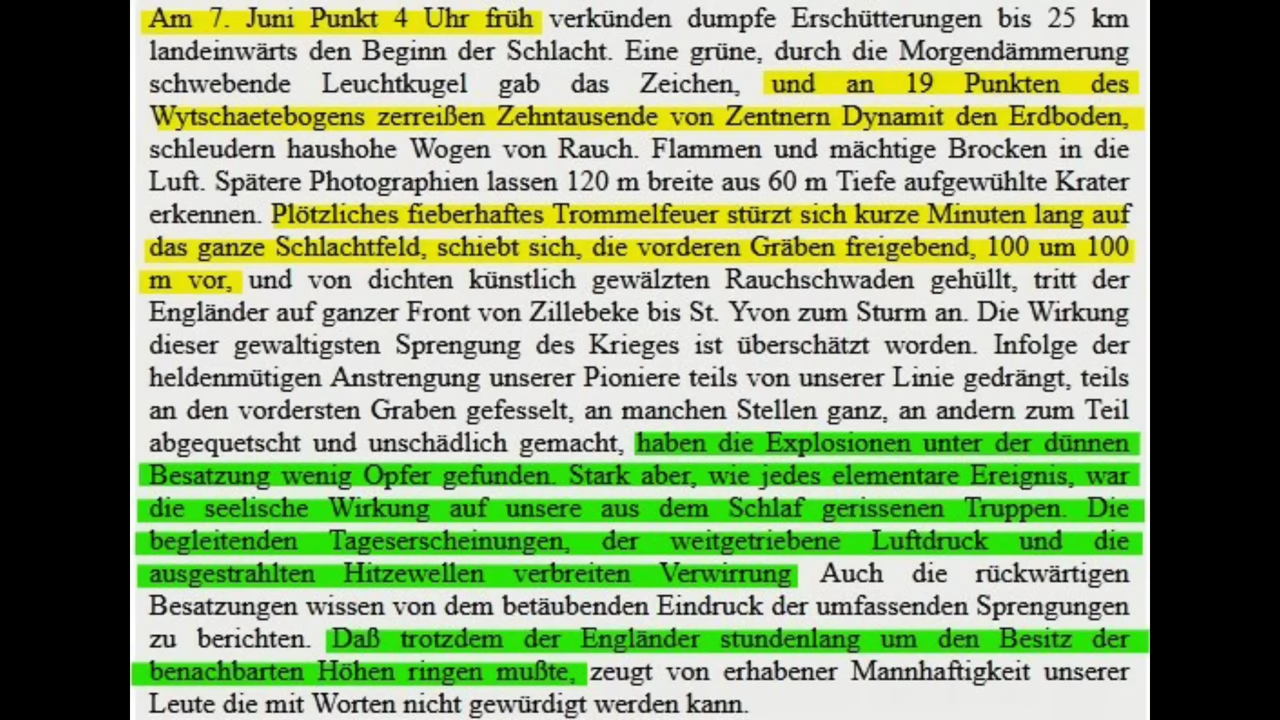 Am 7. Juni Punkt 4 Uhr früh verkünden dumpfe Erschütterungen bis 25 km
landeinwärts den Beginn der Schlacht. Eine grüne, durch die Morgendämmerung
schwebende Leuchtkugel gab das Zeichen, und an 19 Punkten des
Wytschaetebogens zerreißen Zehntausende von Zentnern Dynamit den Erdboden,
schleudern haushohe Wogen von Rauch. Flammen und mächtige Brocken in die
Luft. Spätere Photographien lassen 120 m breite aus 60 m Tiefe aufgewühlte Krater
erkennen. Plötzliches fieberhaftes Trommelfeuer stürzt sich kurze Minuten lang auf
das ganze Schlachtfeld, schiebt sich, die vorderen Gräben freigebend, 100 um 100
m vor, und von dichten künstlich gewälzten Rauchschwaden gehüllt, tritt der
Engländer auf ganzer Front von Zillebeke bis St. Yvon zum Sturm an. Die Wirkung
dieser gewaltigsten Sprengung des Krieges ist überschätzt worden. Infolge der
heldenmütigen Anstrengung unserer Pioniere teils von unserer Linie gedrängt, teils
an den vordersten Graben gefesselt, an manchen Stellen ganz, an andern zum Teil
abgequetscht und unschädlich gemacht, haben die Explosionen unter der dünnen
Besatzung wenig Opfer gefunden. Stark aber, wie jedes elementare Ereignis, war
die seelische Wirkung auf unsere aus dem Schlaf gerissenen Truppen. Die
begleitenden Tageserscheinungen, der weitgetriebene Luftdruck und die
ausgestrahlten Hitzewellen verbreiten Verwirrung Auch die rückwärtigen
Besatzungen wissen von dem betäubenden Eindruck der umfassenden Sprengungen
zu berichten. Daß trotzdem der Engländer stundenlang um den Besitz der
benachbarten Höhen ringen mußte, zeugt von erhabener Mannhaftigkeit unserer
Leute die mit Worten nicht gewürdigt werden kann.